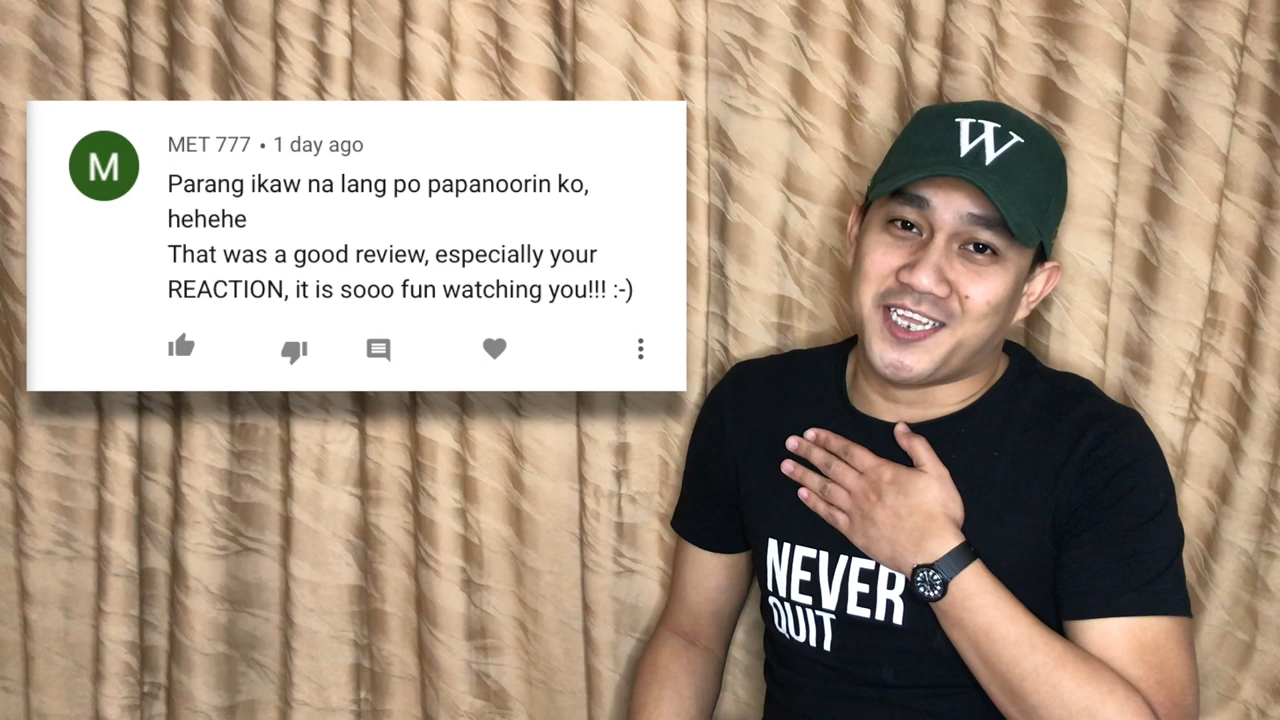 M
MET 777 • 1 day ago
Parang ikaw na lang po papanoorin ko,
hehehe
That was a good review, especially your
REACTION, it is sooo fun watching you!!! :-)
W
NEVER
QUIT